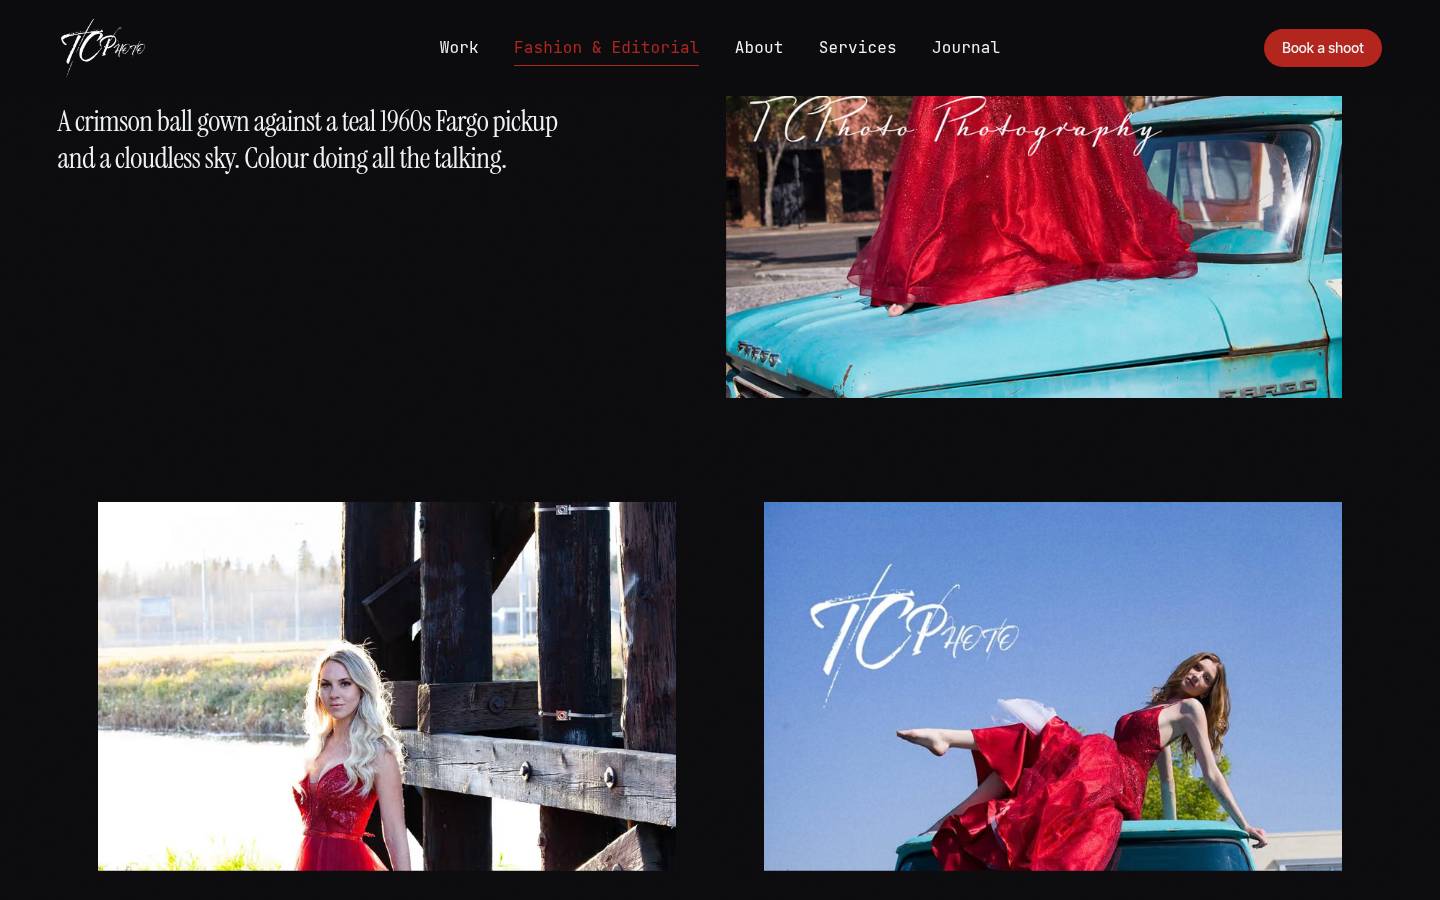 TCPHOTO
Work
Fashion & Editorial
About
Services
Journal
Book a shoot
A crimson ball gown against a teal 1960s Fargo pickup
and a cloudless sky. Colour doing all the talking.
TCPhoto Photography
FARGO
FARGO
TCPHOTO